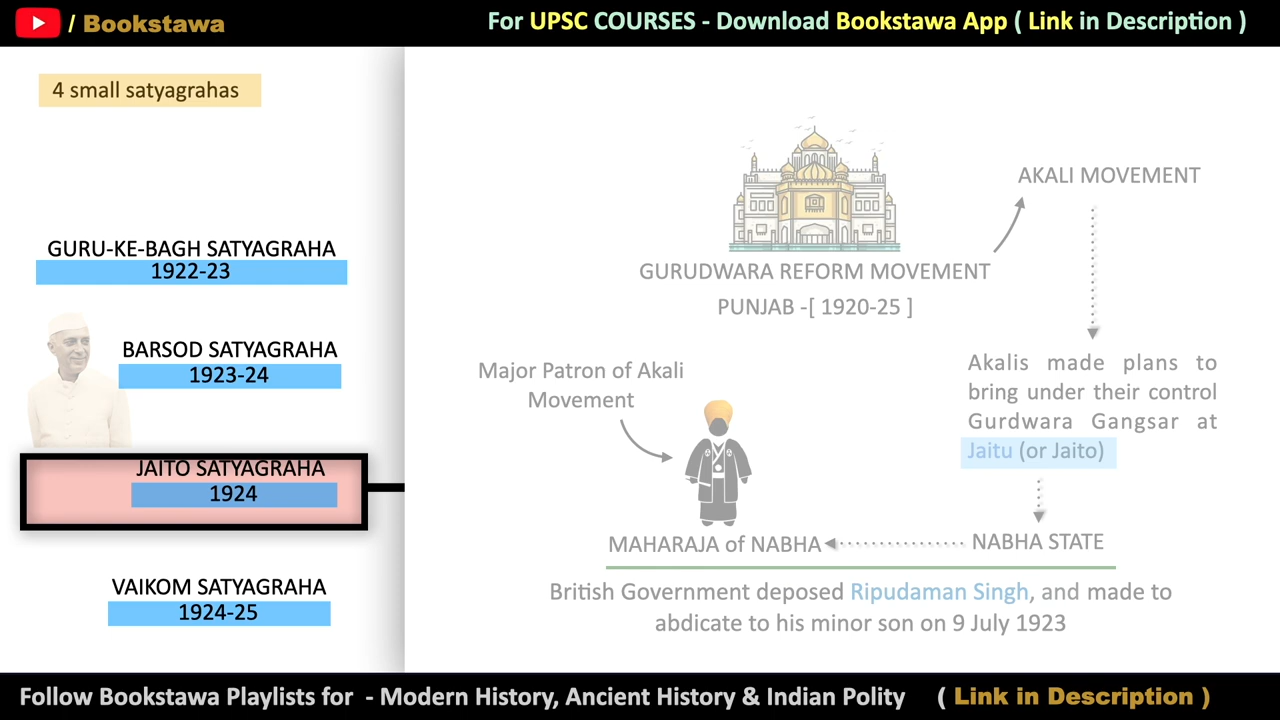 / Bookstawa
For UPSC COURSES - Download Bookstawa App ( Link in Description )
4 small satyagrahas
GURU-KE-BAGH SATYAGRAHA
1922-23
BARSOD SATYAGRAHA
1923-24
JAITO SATYAGRAHA
1924
VAIKOM SATYAGRAHA
1924-25
AKALI MOVEMENT
GURUDWARA REFORM MOVEMENT
PUNJAB -[ 1920-25 ]
Akalis made plans to
bring under their control
Gurdwara Gangsar at
Jaitu (or Jaito)
Major Patron of Akali
Movement
MAHARAJA of NABHA
NABHA STATE
British Government deposed Ripudaman Singh, and made to
abdicate to his minor son on 9 July 1923
Follow Bookstawa Playlists for - Modern History, Ancient History & Indian Polity ( Link in Description )